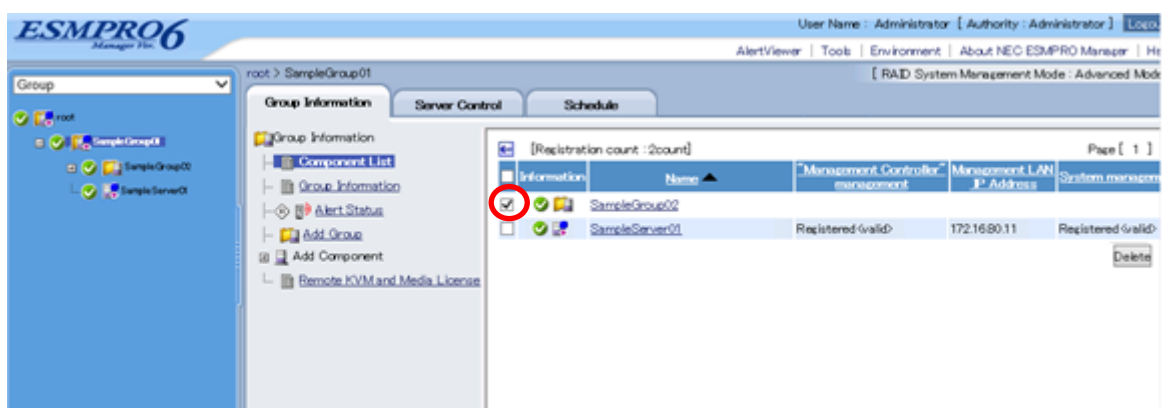 ESMPRO6
Manager Ver.
User Name : Administrator [ Authority : Administrator ]
AlertViewer | Tools | Environment | About NEC ESMPRO Manager |
Group
root > SampleGroup01
[ RAID System Management Mode : Advanced Mode
Group Information
Server Control
Schedule
root
SampleGroup01
SampleGroup02
SampleServer01
Group Information
Component List
Group Information
Alert Status
Add Group
Add Component
Remote KVM and Media License
[Registration count : 2count]
Page [ 1 ]
Information
Name ▲
"Management Controller" management
Management LAN IP Address
SampleGroup02
SampleServer01 Registered(valid) 172.16.80.11 Registered(valid)
Delete